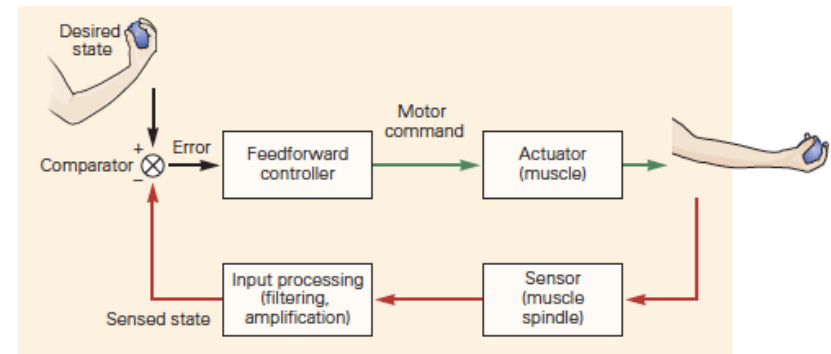 Desired
state
Motor
command
+
Error
Comparator
−
Feedforward
controller
Actuator
(muscle)
Input processing
(filtering,
amplification)
Sensor
(muscle
spindle)
Sensed state